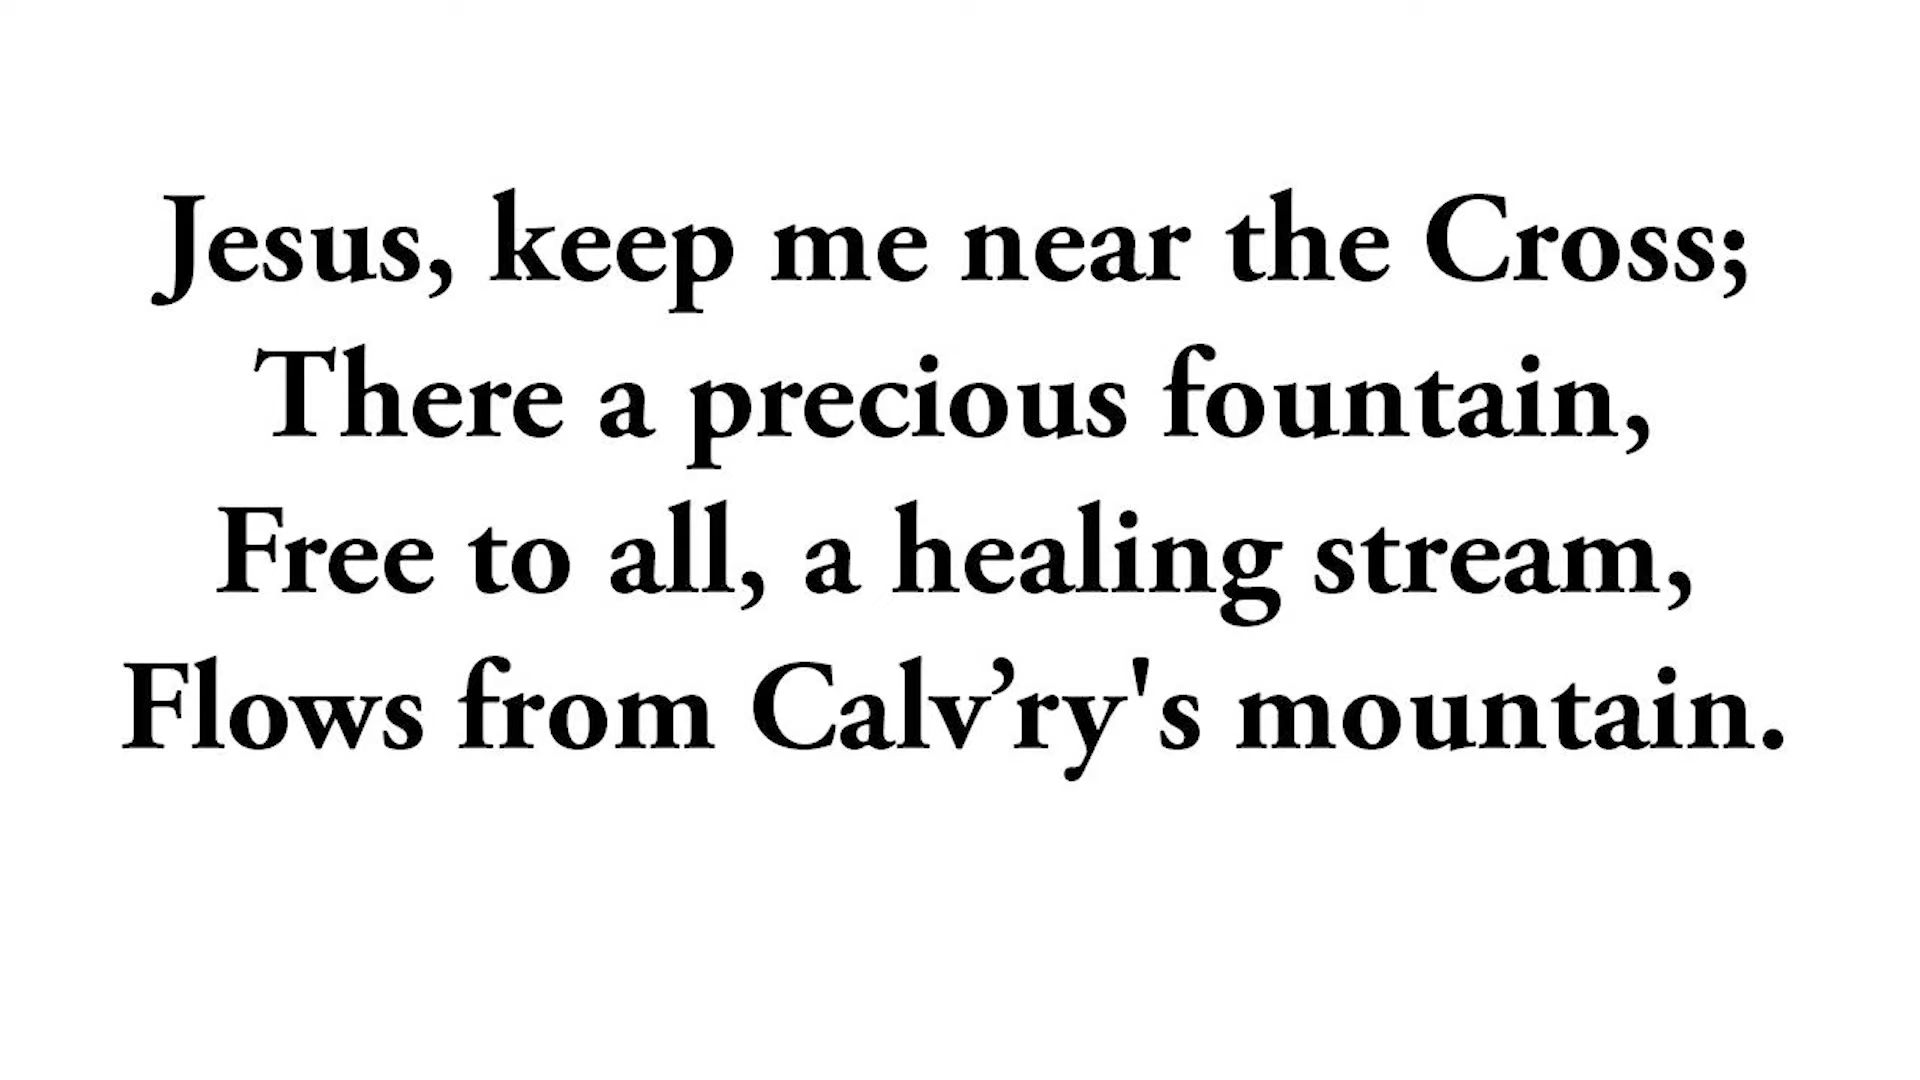 Jesus, keep me near the Cross;
There a precious fountain,
Free to all, a healing stream,
Flows from Calv’ry's mountain.